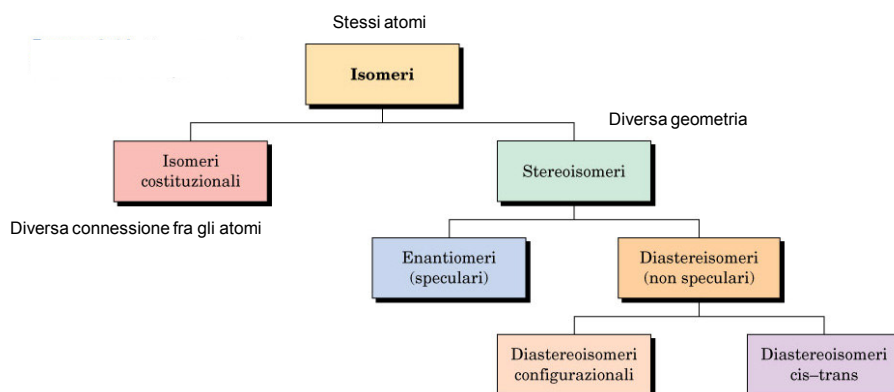 Stessi atomi
Isomeri
Diversa geometria
Isomeri
costituzionali
Stereoisomeri
Diversa connessione fra gli atomi
Enantiomeri
(speculari)
Diastereisomeri
(non speculari)
Diastereoisomeri
configurazionali
Diastereoisomeri
cis–trans